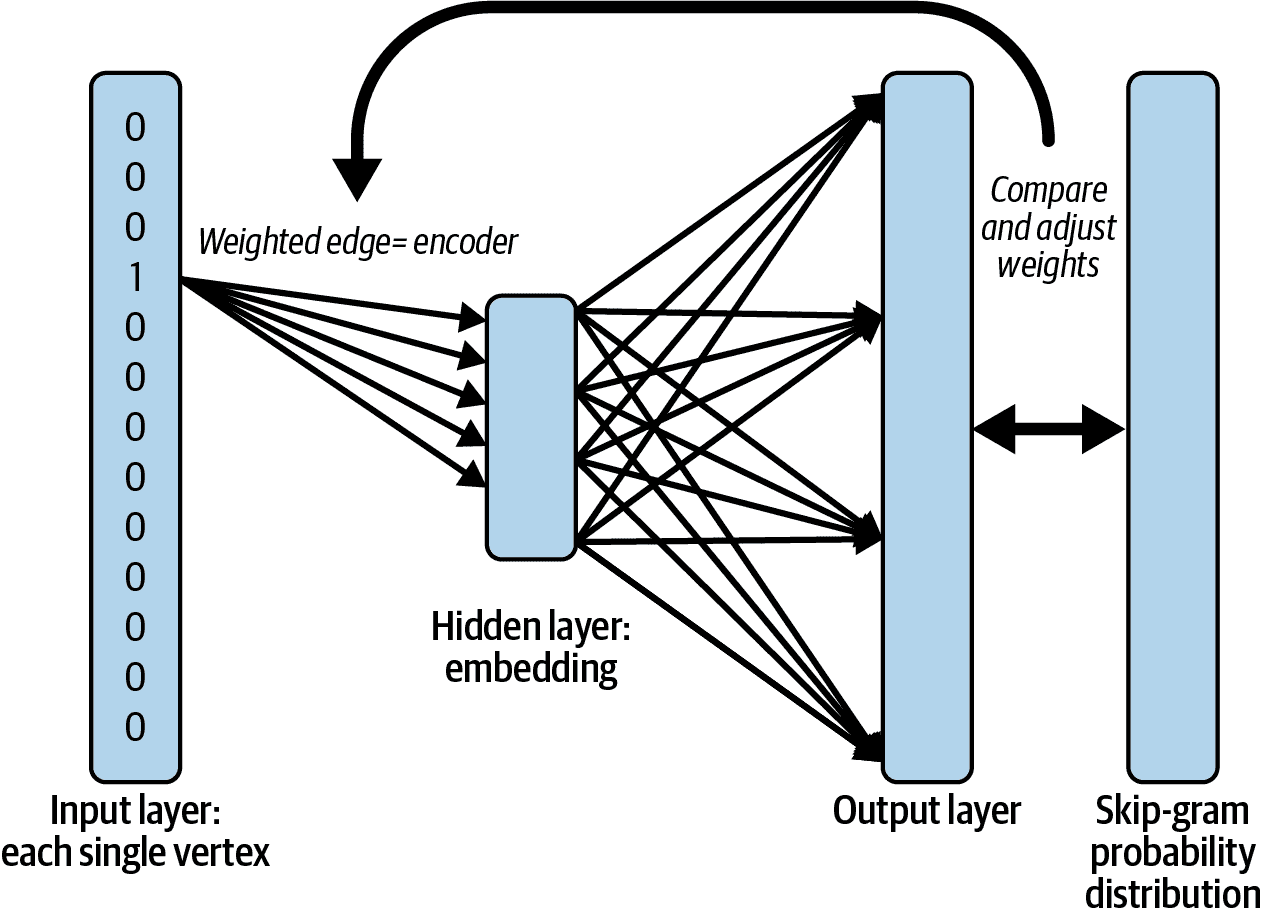 0
0
0
1
0
0
0
0
0
0
0
0
0
Weighted edge= encoder
Compare
and adjust
weights
Hidden layer:
embedding
Input layer:
each single vertex
Output layer
Skip-gram
probability
distribution